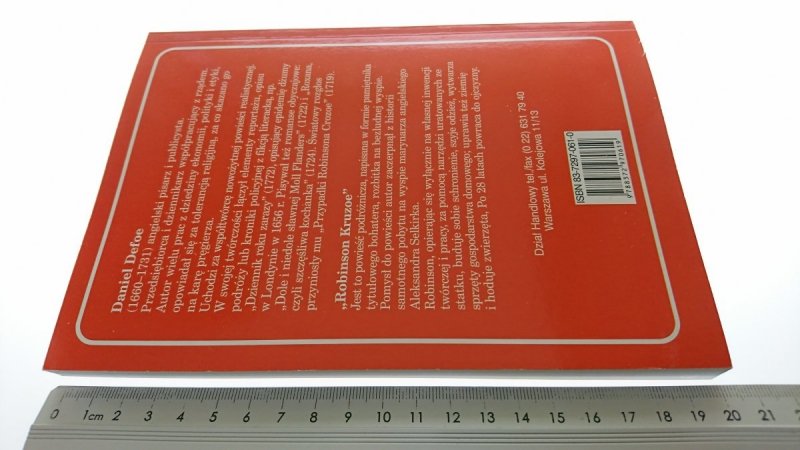 Daniel Defoe
(1660–1731) angielski pisarz i publicysta.
Przedsiębiorca i dziennikarz współpracujący z rządem.
Autor wielu prac z dziedziny ekonomii, polityki i etyki,
opowiadał się za tolerancją religijną, za co skazano go
na karę pręgierza.
Uchodzi za współtwórcę nowożytnej powieści realistycznej.
W swojej twórczości łączył elementy reportażu, opisu
podróży lub kroniki policyjnej z fikcją literacką, np.
„Dziennik roku zarazy” (1772) opisujący epidemię dżumy
w Londynie w 1656 r. Pisywał też romanse obyczajowe:
„Dole i niedole sławnej Moll Flanders” (1722) i „Roxana,
czyli szczęśliwa kochanka” (1724). Światowy rozgłos
przyniosły mu „Przypadki Robinsona Cruzoe” (1719).
„Robinson Kruzoe”
Jest to powieść podróżnicza, napisana w formie pamiętnika
tytułowego bohatera, rozbitka na bezludnej wyspie.
Pomysł do powieści autor zaczerpnął z historii
samotnego pobytu na wyspie marynarza angielskiego
Aleksandra Selkirka.
Robinson, opierając się wyłącznie na własnej inwencji
twórczej i pracy, za pomocą narzędzi uratowanych ze
statku, buduje sobie schronienie, szyje odzież, wytwarza
sprzęty gospodarstwa domowego, uprawia też ziemię
i hoduje zwierzęta. Po 28 latach powraca do ojczyzny.
Dział Handlowy tel./fax (0 22) 631 79 40
Warszawa ul. Kolejowa 11/13
ISBN 83-7297-061-0
9 788372 970619
0 1cm 2 3 4 5 6 7 8 9 10 11 12 13 14 15 16 17 18 19 20 21